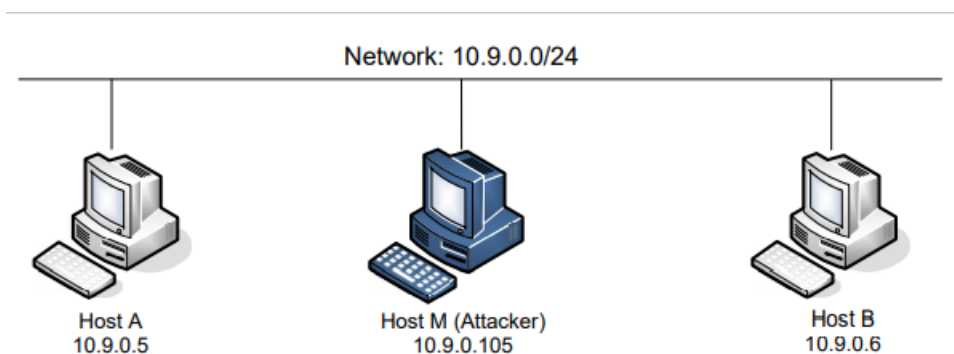 Network: 10.9.0.0/24
Host A
10.9.0.5
Host M (Attacker)
10.9.0.105
Host B
10.9.0.6